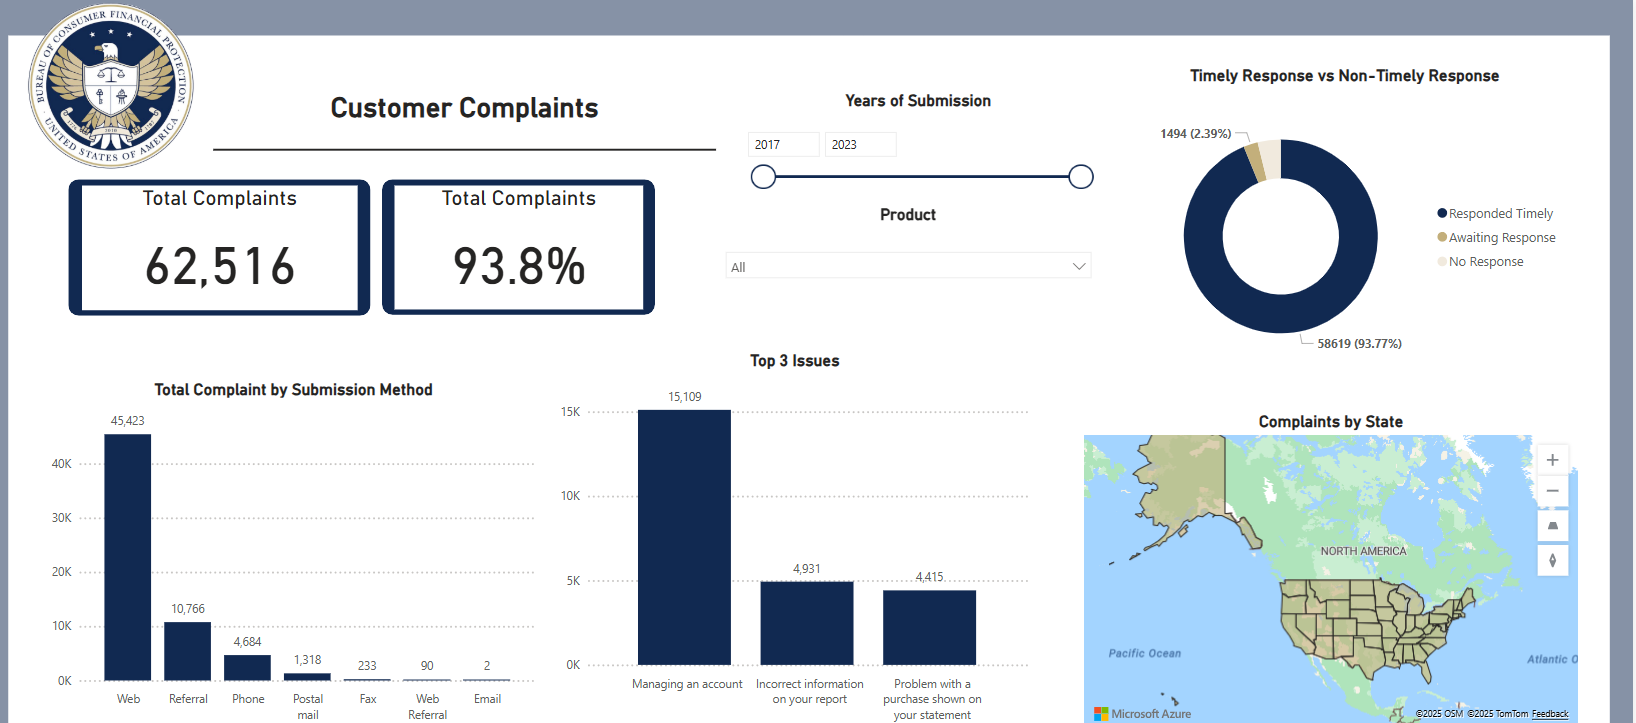 BUREAU OF CONSUMER FINANCIAL PROTECTION
UNITED STATES OF AMERICA
Customer Complaints
Total Complaints
62,516
Total Complaints
93.8%
Years of Submission
2017
2023
Product
All
Timely Response vs Non-Timely Response
1494 (2.39%)
58619 (93.77%)
Responded Timely
Awaiting Response
No Response
Total Complaint by Submission Method
45,423
10,766
4,684
1,318
233
90
2
40K
30K
20K
10K
0K
Web
Referral
Phone
Postal
mail
Fax
Web
Referral
Email
Top 3 Issues
15,109
4,931
4,415
15K
10K
5K
0K
Managing an account
Incorrect information
on your report
Problem with a
purchase shown on
your statement
Complaints by State
NORTH AMERICA
Pacific Ocean
Atlantic O
Microsoft Azure
©2025 OSM ©2025 TomTom Feedback